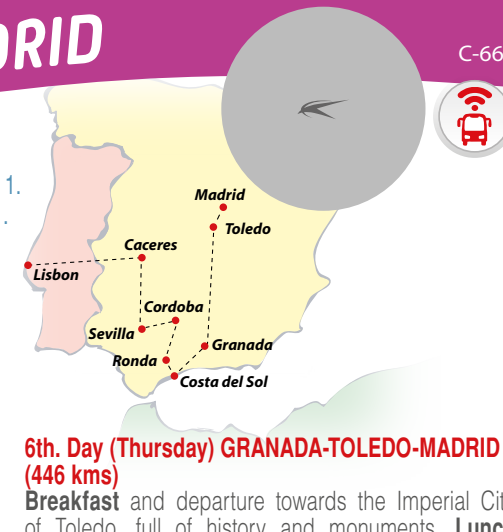 DRID
C-66
1.
.
Madrid
Toledo
Caceres
Lisbon
Cordoba
Sevilla
Granada
Ronda
Costa del Sol
6th. Day (Thursday) GRANADA-TOLEDO-MADRID
(446 kms)
Breakfast and departure towards the Imperial Cit
of Toledo, full of history and monuments. Lunc